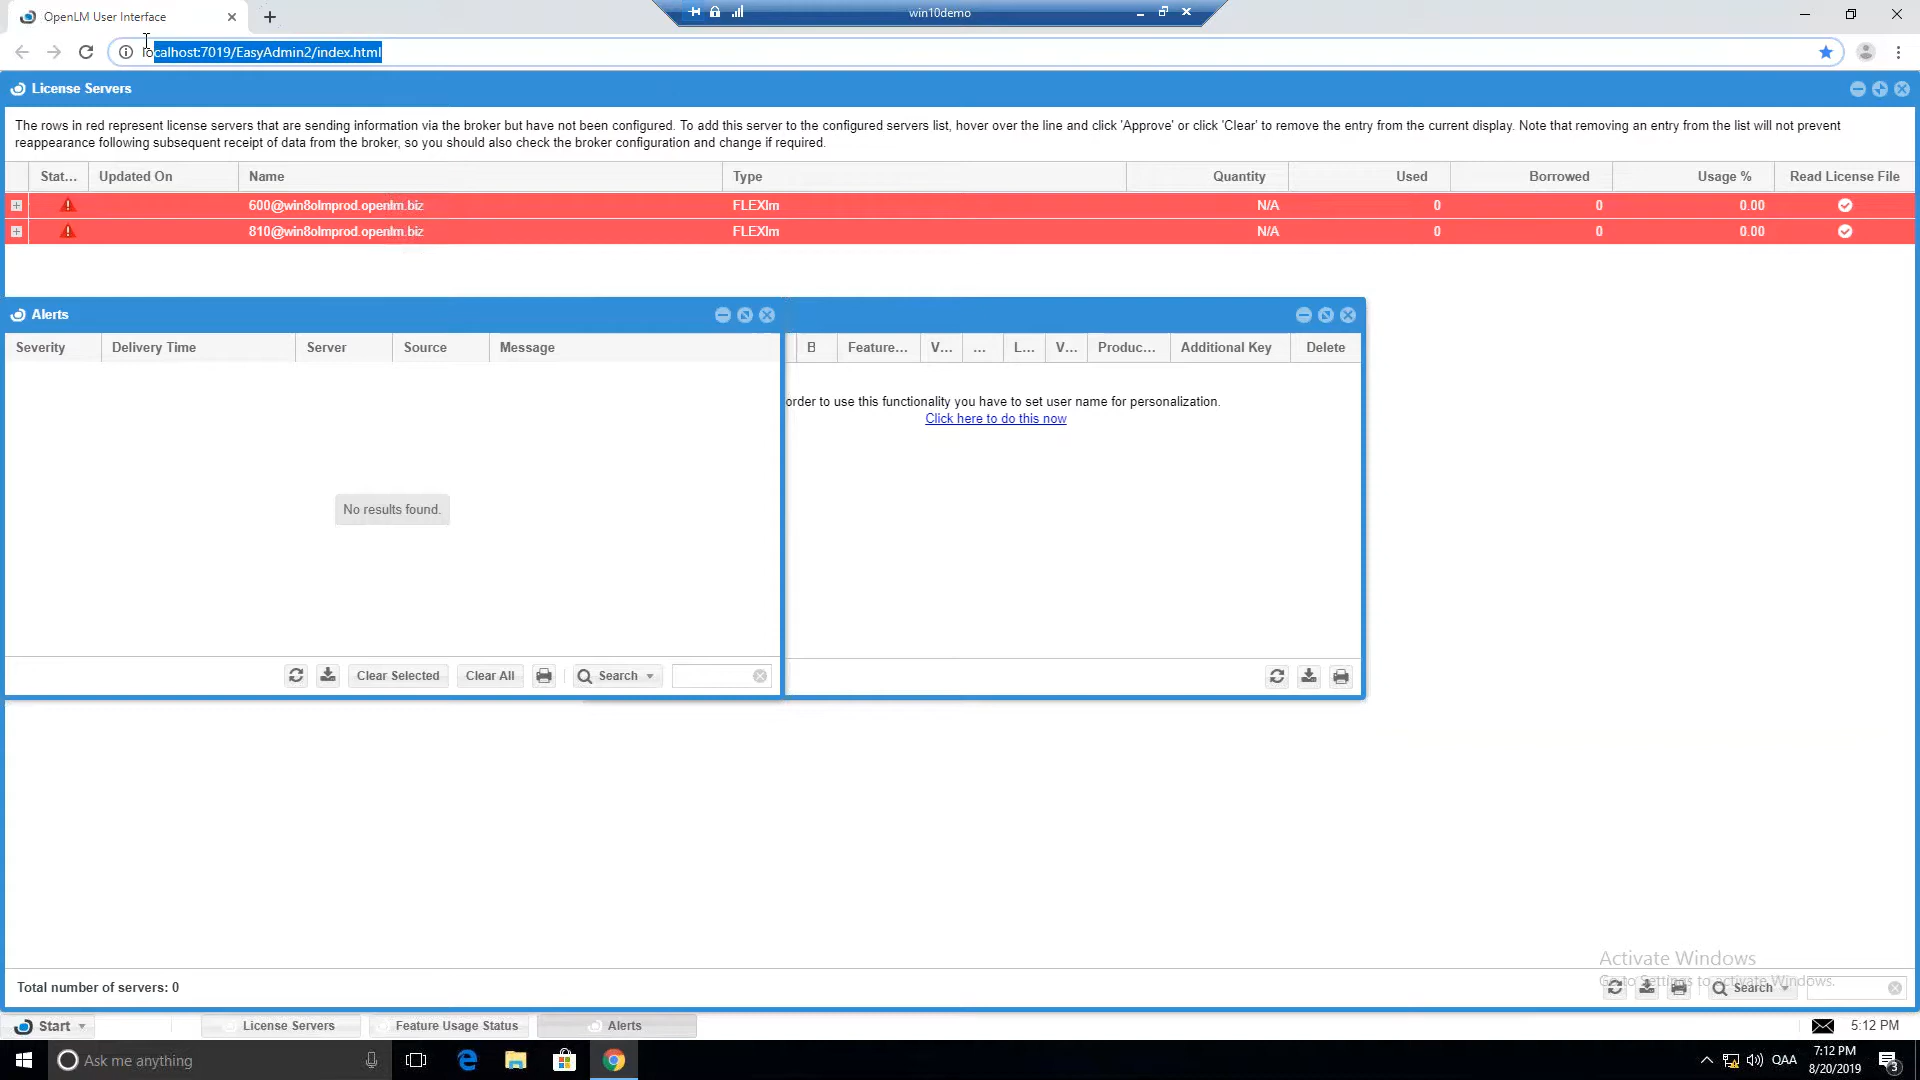 OpenLM User Interface
win10demo
localhost:7019/EasyAdmin2/index.html
License Servers
The rows in red represent license servers that are sending information via the broker but have not been configured. To add this server to the configured servers list, hover over the line and click 'Approve' or click 'Clear' to remove the entry from the current display. Note that removing an entry from the list will not prevent
reappearance following subsequent receipt of data from the broker, so you should also check the broker configuration and change if required.
Stat... Updated On Name Type Quantity Used Borrowed Usage % Read License File
600@win8olmprod.openlm.biz FLEXlm N/A 0 0 0.00
810@win8olmprod.openlm.biz FLEXlm N/A 0 0 0.00
Alerts
Severity Delivery Time Server Source Message
B Feature... V... ... L... V... Produc... Additional Key Delete
order to use this functionality you have to set user name for personalization.
Click here to do this now
No results found.
Clear Selected Clear All Search
Activate Windows
Go to Settings to activate Windows.
Total number of servers: 0
Search
Start License Servers Feature Usage Status Alerts 5:12 PM
Ask me anything
QAA
7:12 PM
8/20/2019
3